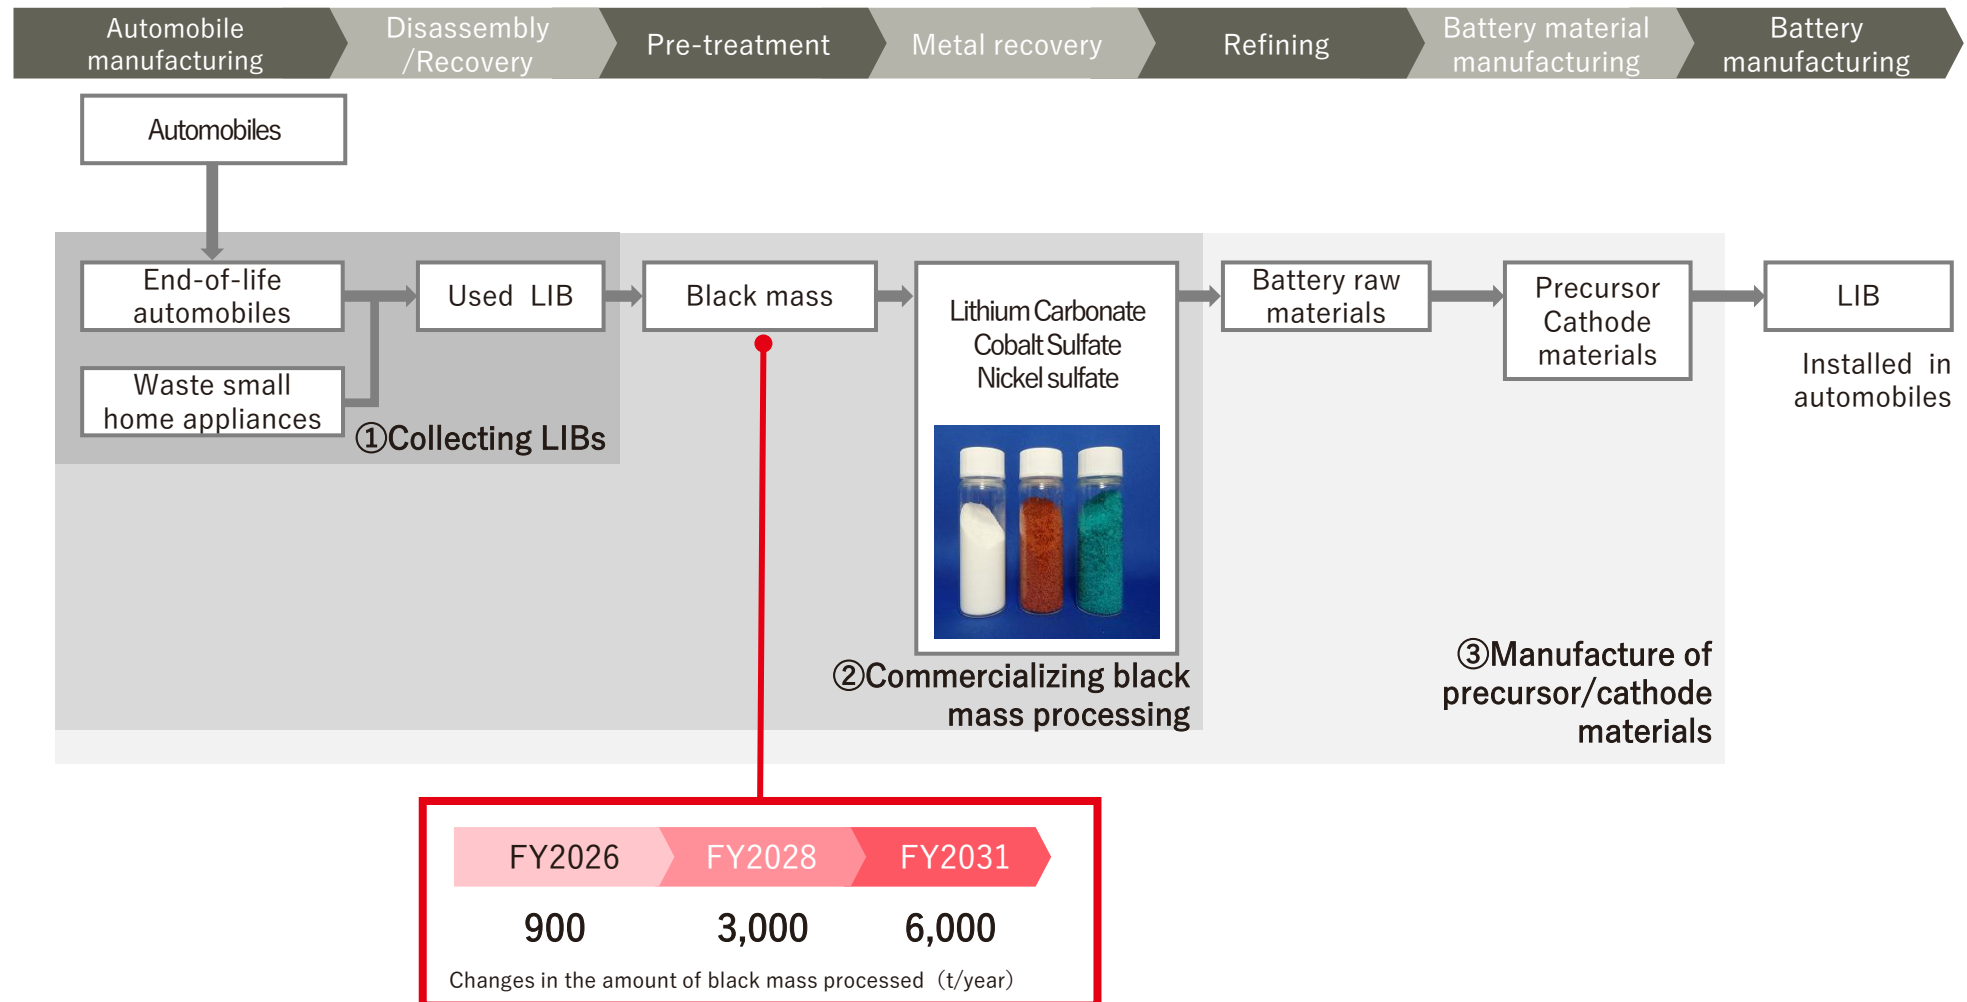 Automobile
manufacturing
Disassembly
/Recovery
Pre-treatment
Metal recovery
Refining
Battery material
manufacturing
Battery
manufacturing
Automobiles
End-of-life
automobiles
Used LIB
Black mass
Lithium Carbonate
Cobalt Sulfate
Nickel sulfate
Battery raw
materials
Precursor
Cathode
materials
LIB
Installed in
automobiles
Waste small
home appliances
①Collecting LIBs
②Commercializing black
mass processing
③Manufacture of
precursor/cathode
materials
FY2026 FY2028 FY2031
900 3,000 6,000
Changes in the amount of black mass processed（t/year）